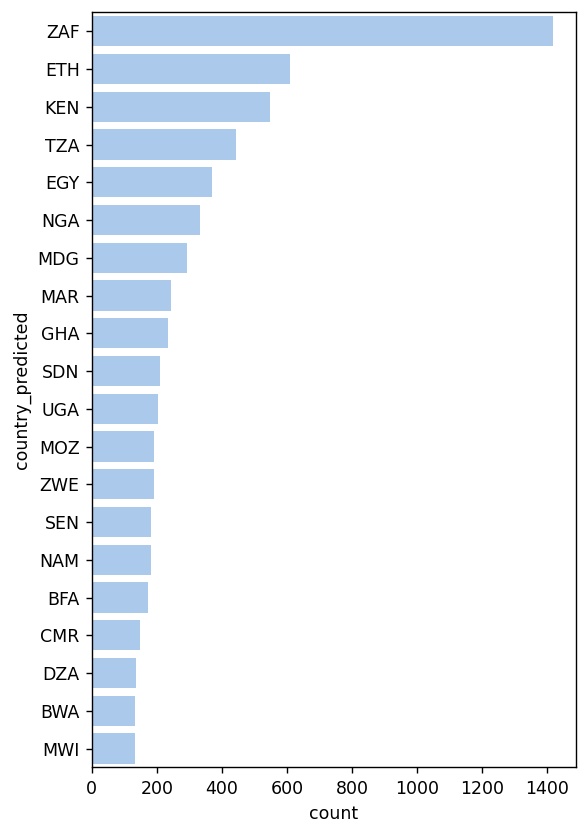 ZAF
ETH
KEN
TZA
EGY
NGA
MDG
MAR
GHA
SDN
UGA
MOZ
ZWE
SEN
NAM
BFA
CMR
DZA
BWA
MWI
country_predicted
0 200 400 600 800 1000 1200 1400
count